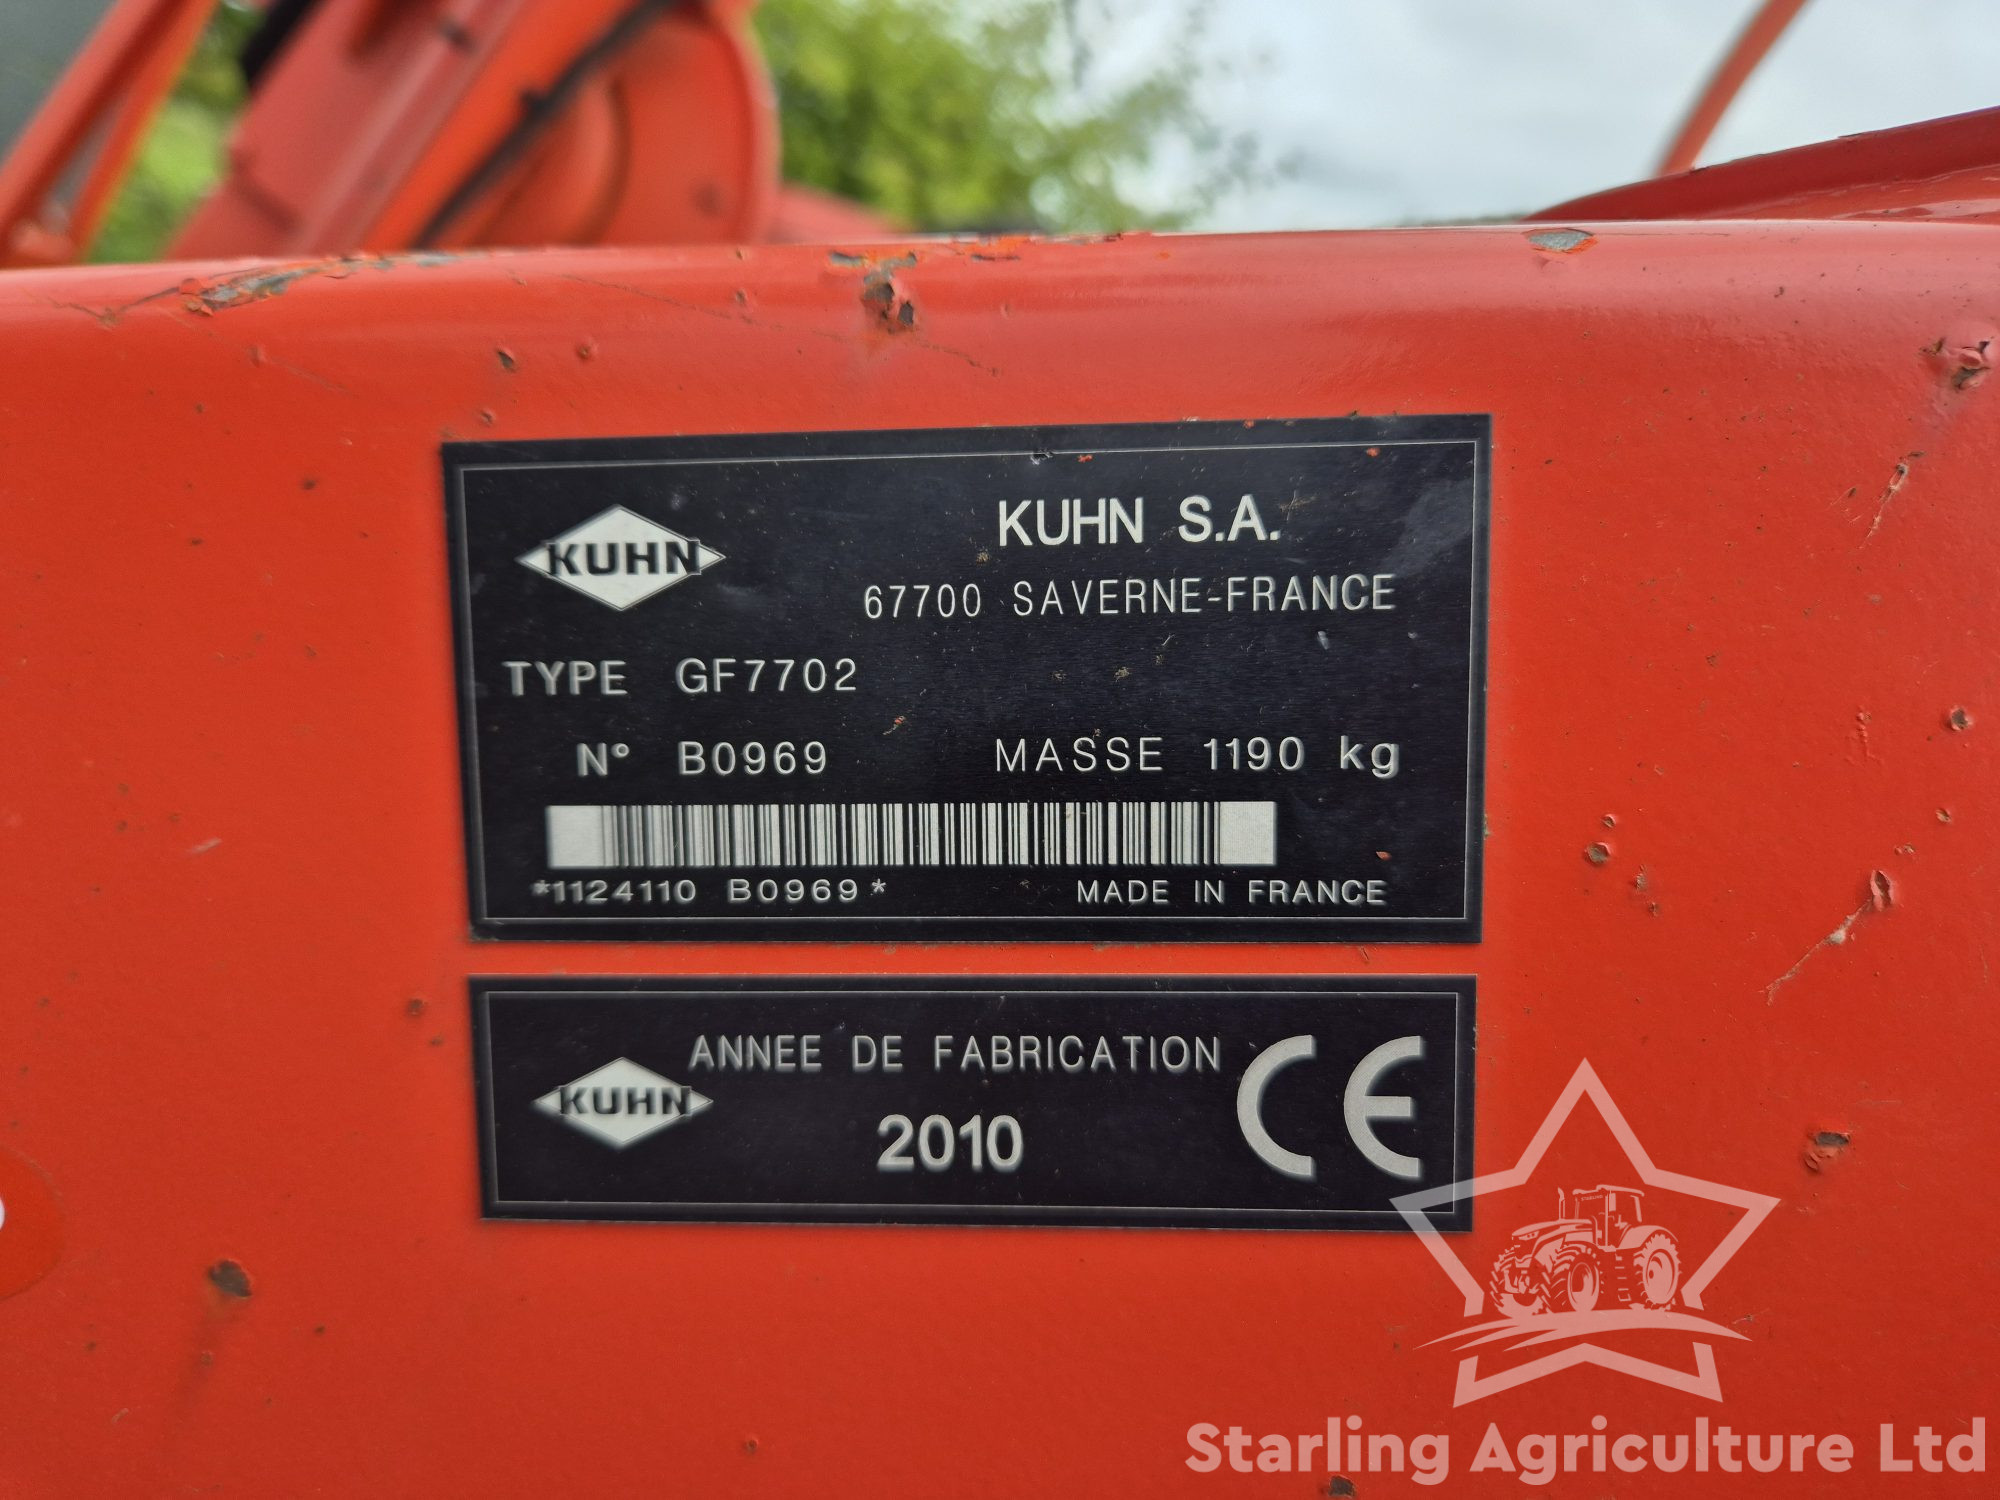 KUHN
KUHN S.A.
67700 SAVERNE-FRANCE
TYPE GF7702
N° B0969 MASSE 1190 kg
*1124110 B0969* MADE IN FRANCE
KUHN
ANNEE DE FABRICATION
2010
CE
Starling Agriculture Ltd